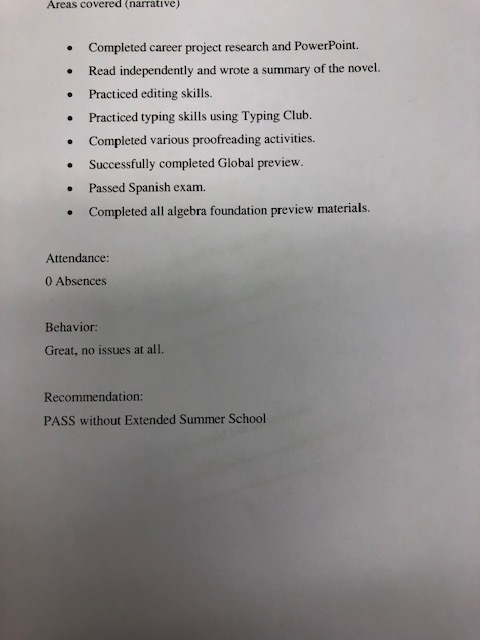 Areas covered (narrative)
• Completed career project research and PowerPoint.
• Read independently and wrote a summary of the novel.
• Practiced editing skills.
• Practiced typing skills using Typing Club.
• Completed various proofreading activities.
• Successfully completed Global preview.
• Passed Spanish exam.
• Completed all algebra foundation preview materials.
Attendance:
0 Absences
Behavior:
Great, no issues at all.
Recommendation:
PASS without Extended Summer School